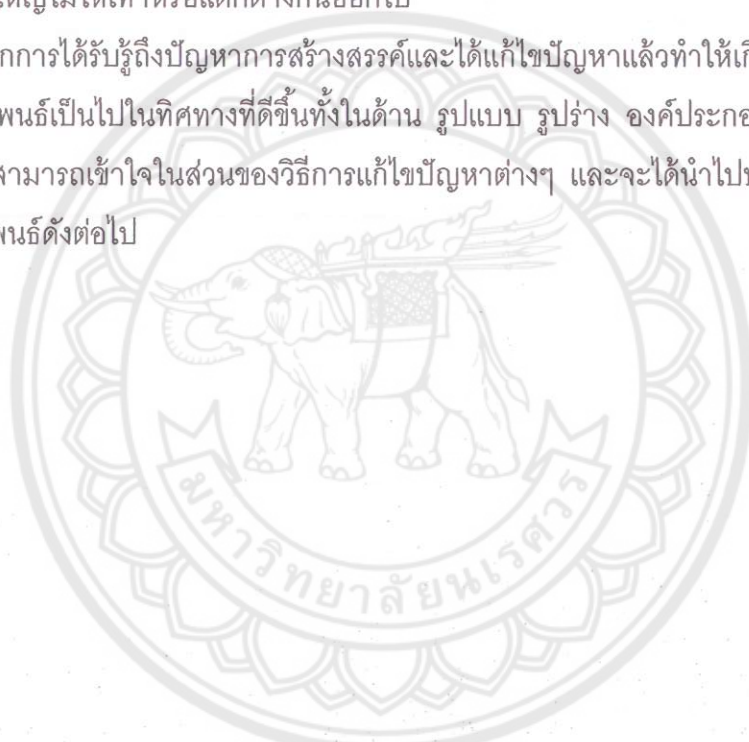 กการได้รับรู้ถึงปัญหาการสร้างสรรค์และได้แก้ไขปัญหาแล้วทำให้เกิ
พนธ์เป็นไปในทิศทางที่ดีขึ้นทั้งในด้าน รูปแบบ รูปร่าง องค์ประกอ
สามารถเข้าใจในส่วนของวิธีการแก้ไขปัญหาต่างๆ และจะได้นำไป
พนธ์ดังต่อไป
มหาวิทยาลัยนเรศวร